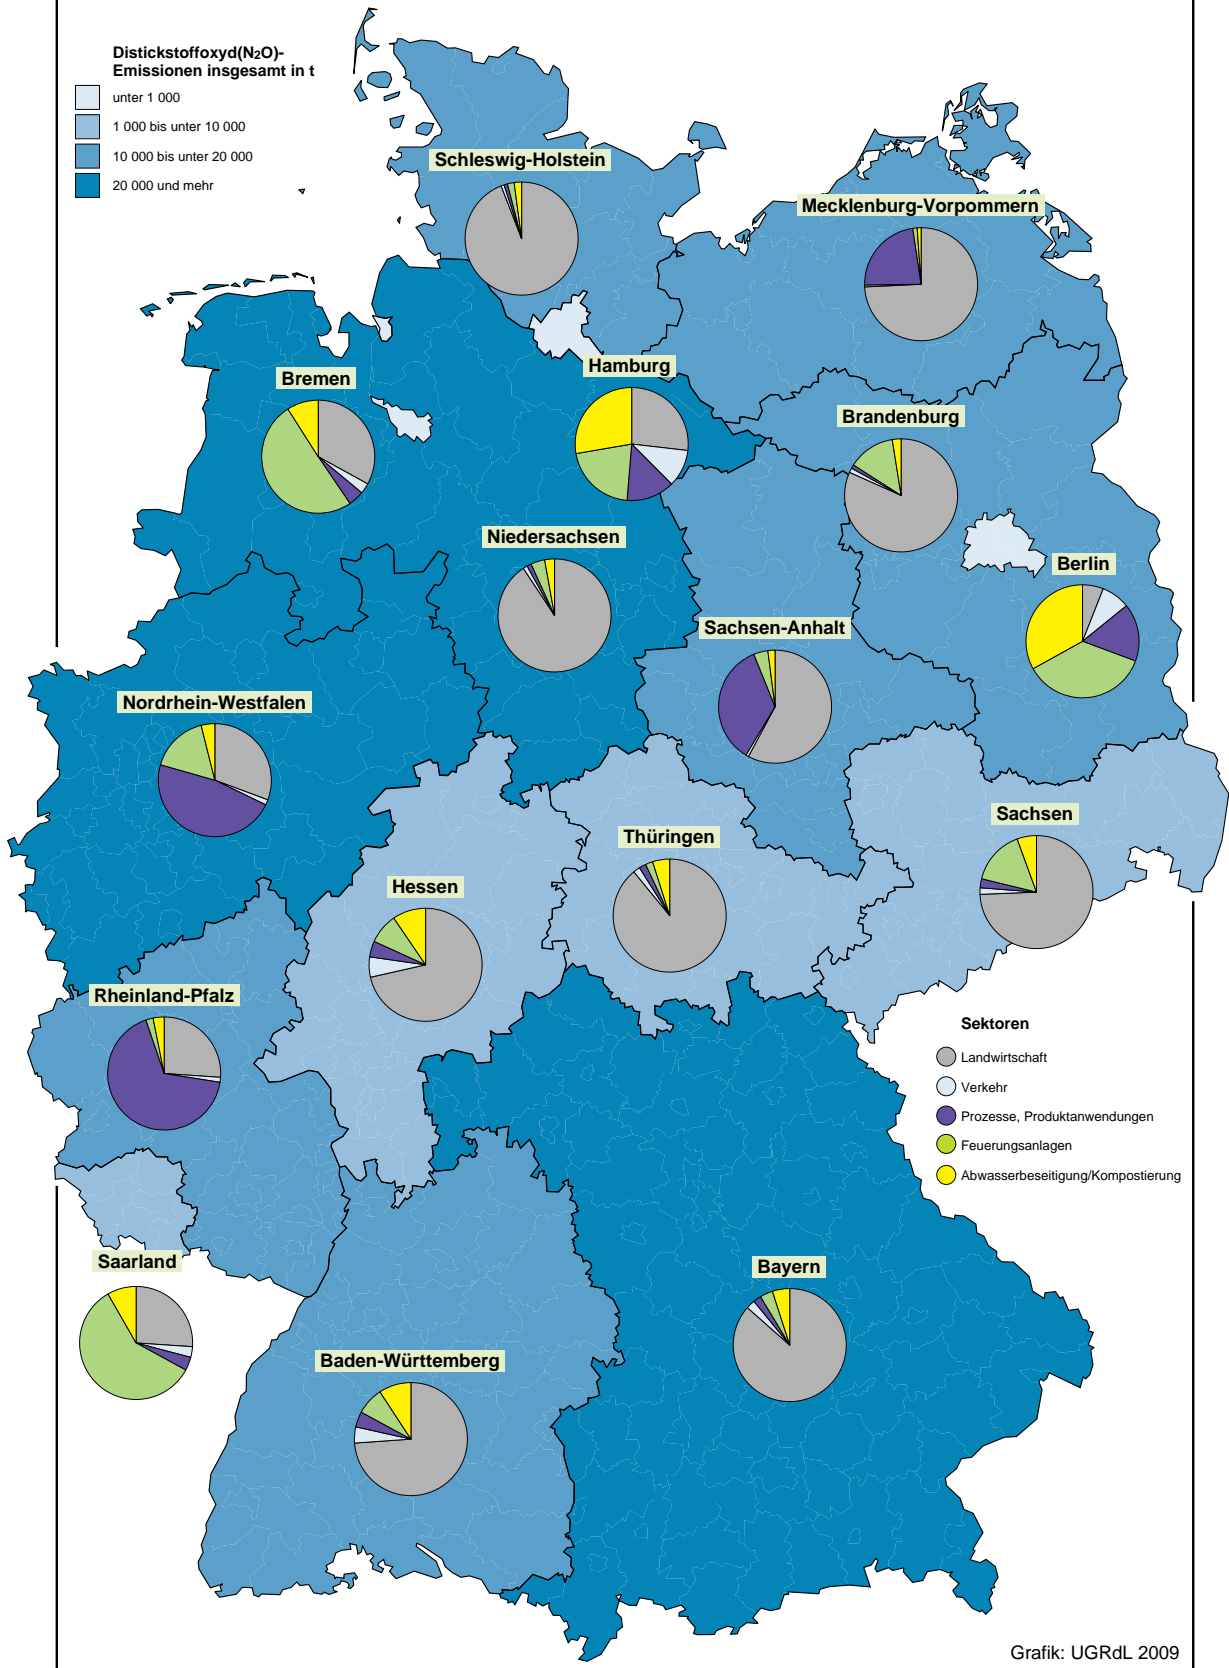 Distickstoffoxyd(N₂O)-
Emissionen insgesamt in t
unter 1 000
1 000 bis unter 10 000
10 000 bis unter 20 000
20 000 und mehr
Schleswig-Holstein
Mecklenburg-Vorpommern
Bremen
Hamburg
Brandenburg
Niedersachsen
Berlin
Sachsen-Anhalt
Nordrhein-Westfalen
Sachsen
Thüringen
Hessen
Rheinland-Pfalz
Sektoren
Landwirtschaft
Verkehr
Prozesse, Produktanwendungen
Feuerungsanlagen
Abwasserbeseitigung/Kompostierung
Saarland
Bayern
Baden-Württemberg
Grafik: UGRdL 2009